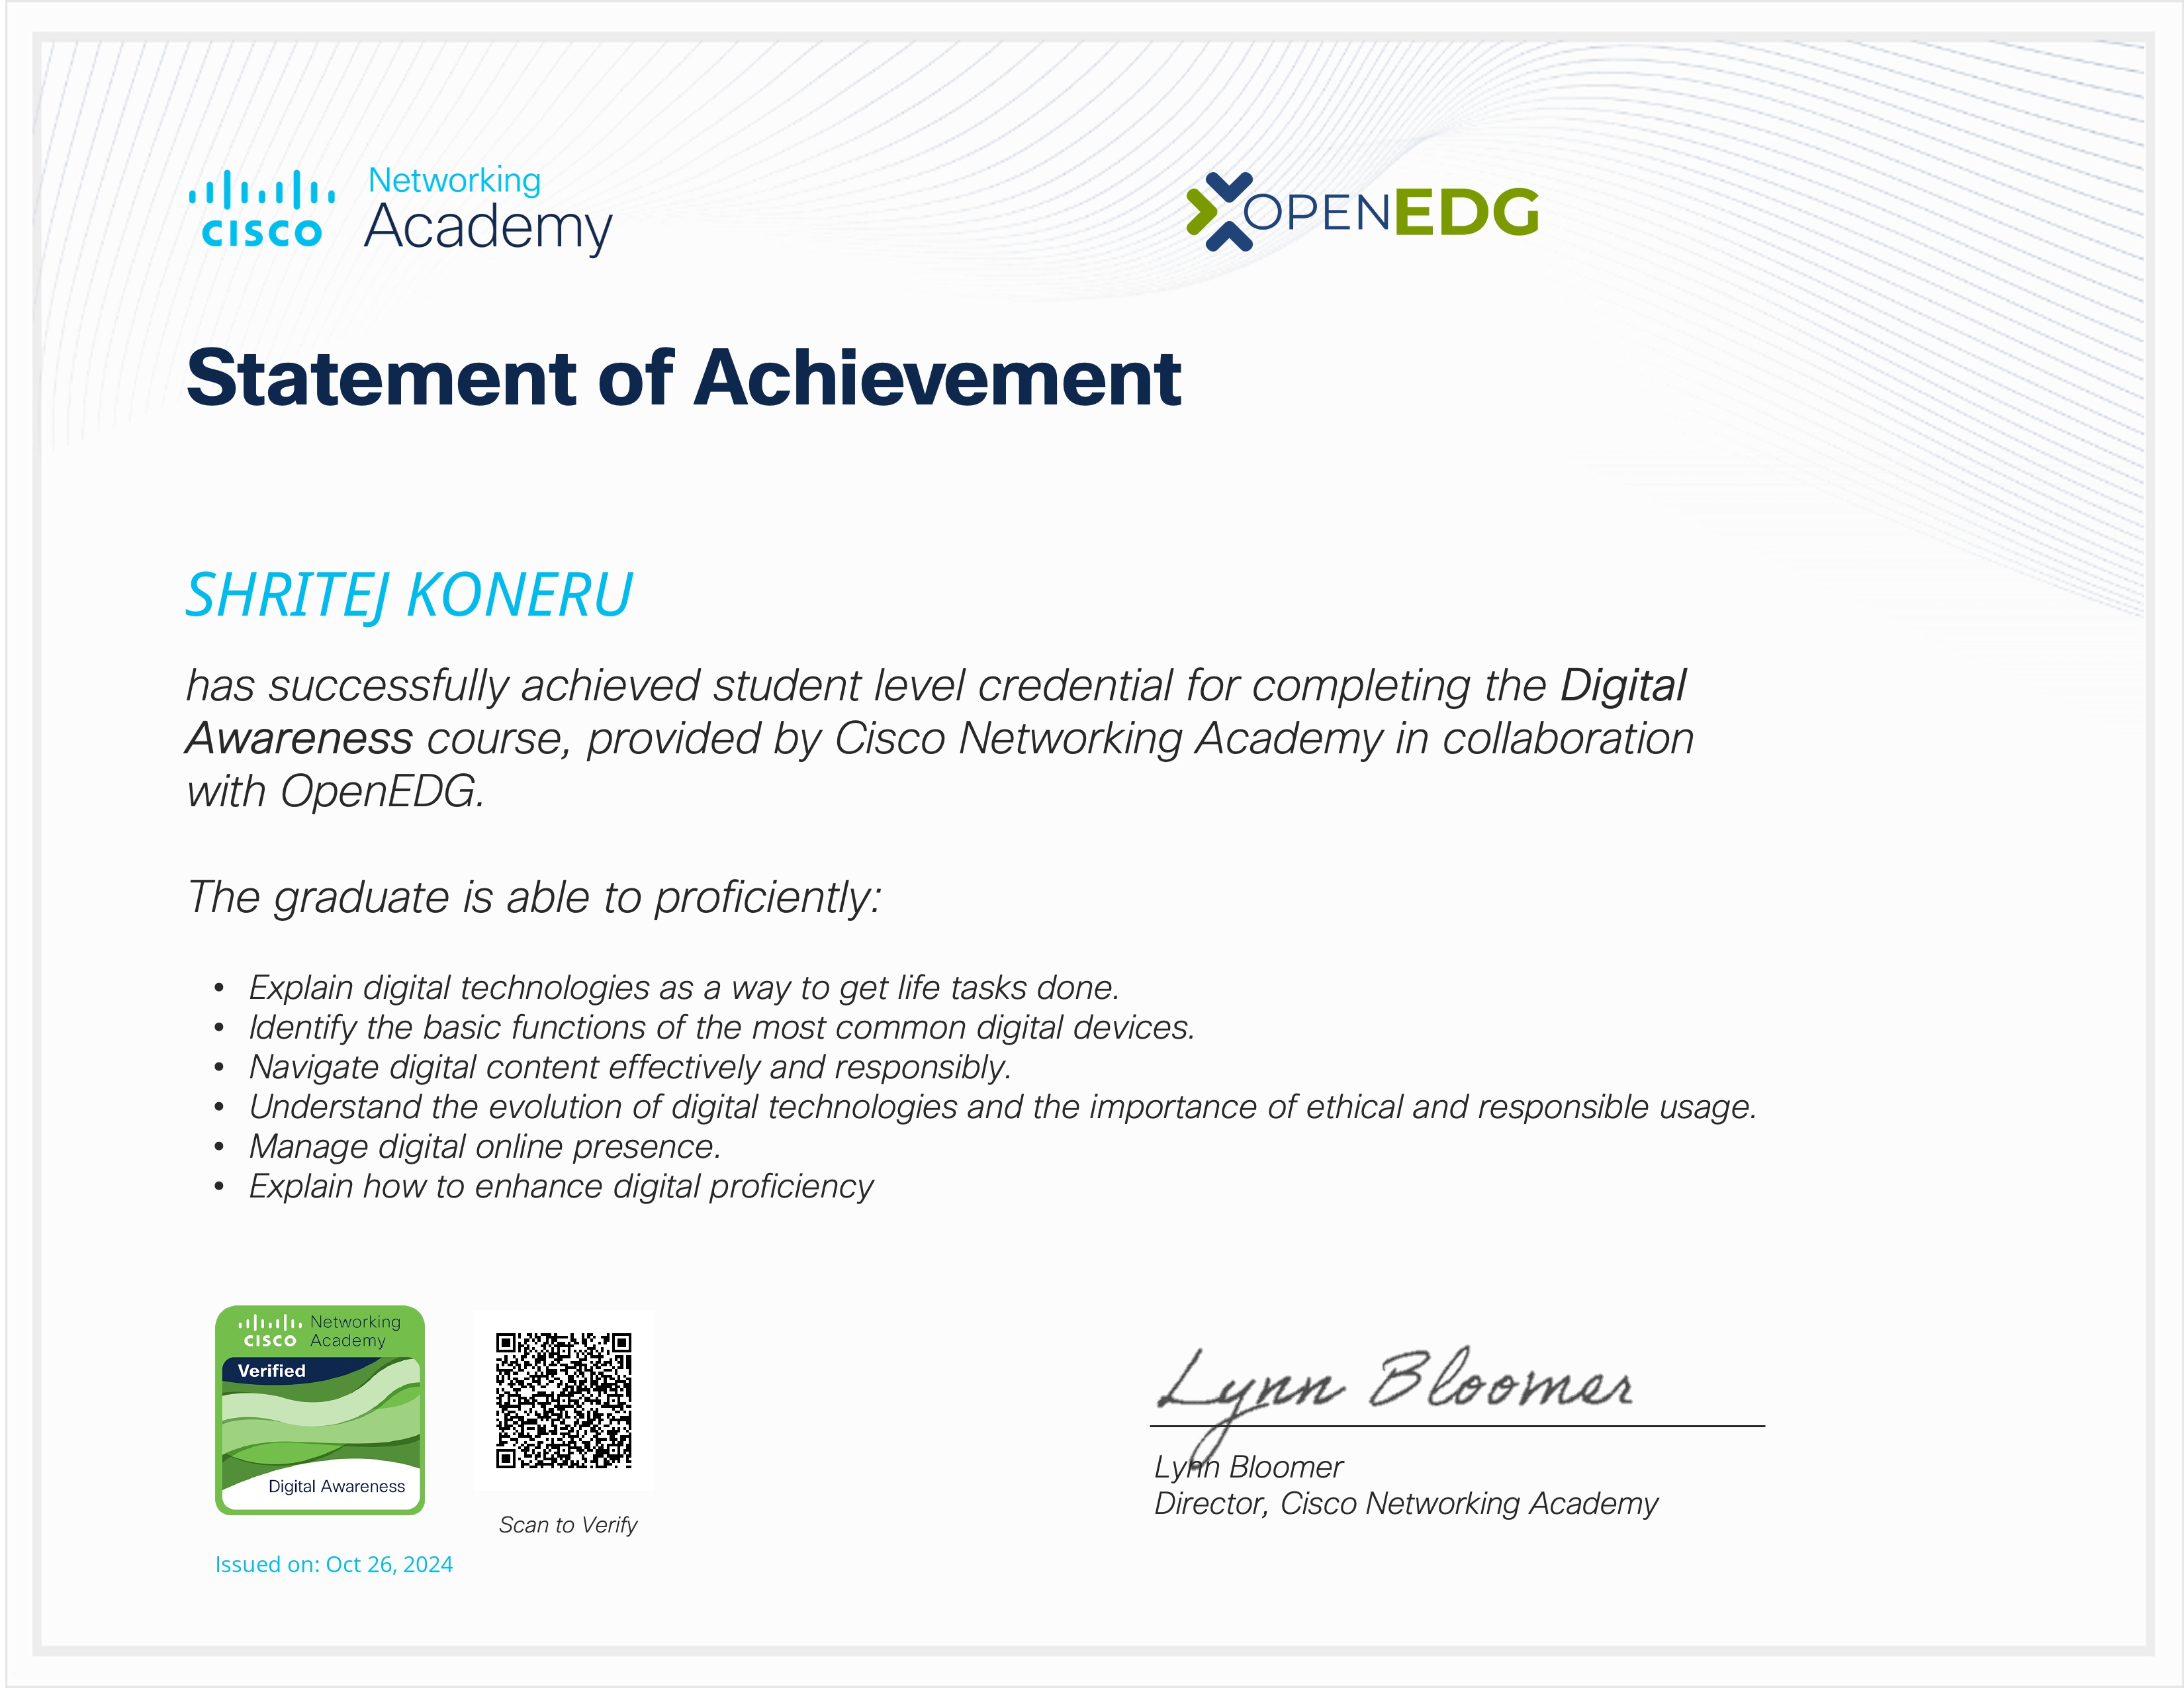 CISCO Networking Academy
OPENEDG
Statement of Achievement
SHRITEJ KONERU
has successfully achieved student level credential for completing the Digital
Awareness course, provided by Cisco Networking Academy in collaboration
with OpenEDG.
The graduate is able to proficiently:
• Explain digital technologies as a way to get life tasks done.
• Identify the basic functions of the most common digital devices.
• Navigate digital content effectively and responsibly.
• Understand the evolution of digital technologies and the importance of ethical and responsible usage.
• Manage digital online presence.
• Explain how to enhance digital proficiency
CISCO Networking Academy
Verified
Digital Awareness
Scan to Verify
Issued on: Oct 26, 2024
Lynn Bloomer
Lynn Bloomer
Director, Cisco Networking Academy